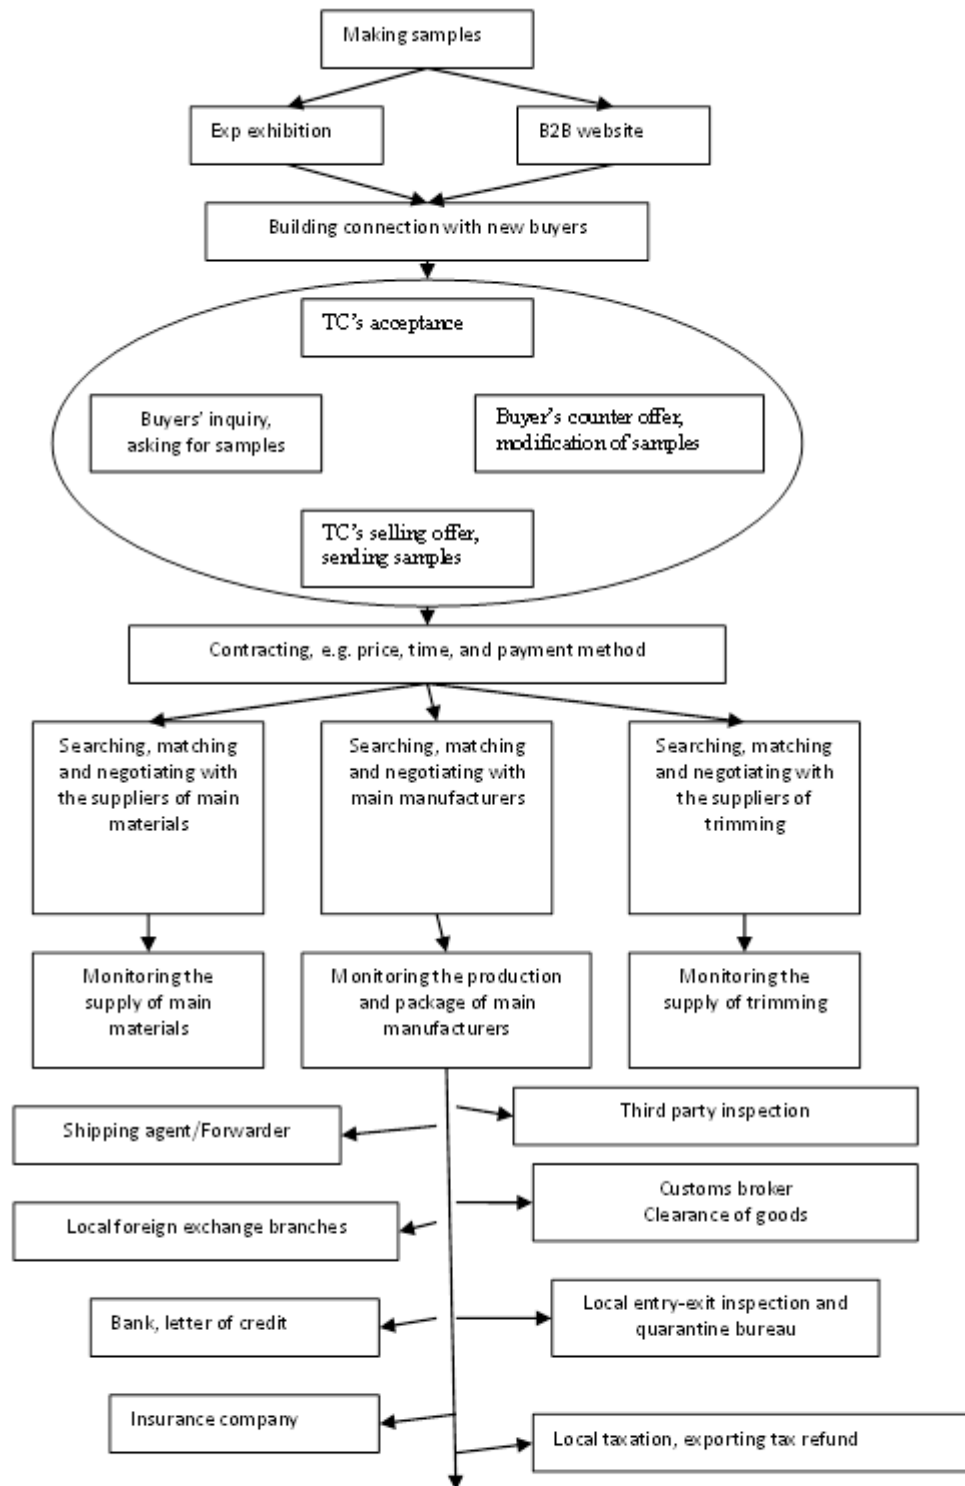 Making samples
Exp exhibition
B2B website
Building connection with new buyers
TC's acceptance
Buyers' inquiry,
asking for samples
Buyer's counter offer,
modification of samples
TC's selling offer,
sending samples
Contracting, e.g. price, time, and payment method
Searching, matching
and negotiating with
the suppliers of main
materials
Searching, matching
and negotiating with
main manufacturers
Searching, matching
and negotiating with
the suppliers of
trimming
Monitoring the
supply of main
materials
Monitoring the production
and package of main
manufacturers
Monitoring the
supply of trimming
Third party inspection
Shipping agent/Forwarder
Customs broker
Clearance of goods
Local foreign exchange branches
Local entry-exit inspection and
quarantine bureau
Bank, letter of credit
Insurance company
Local taxation, exporting tax refund